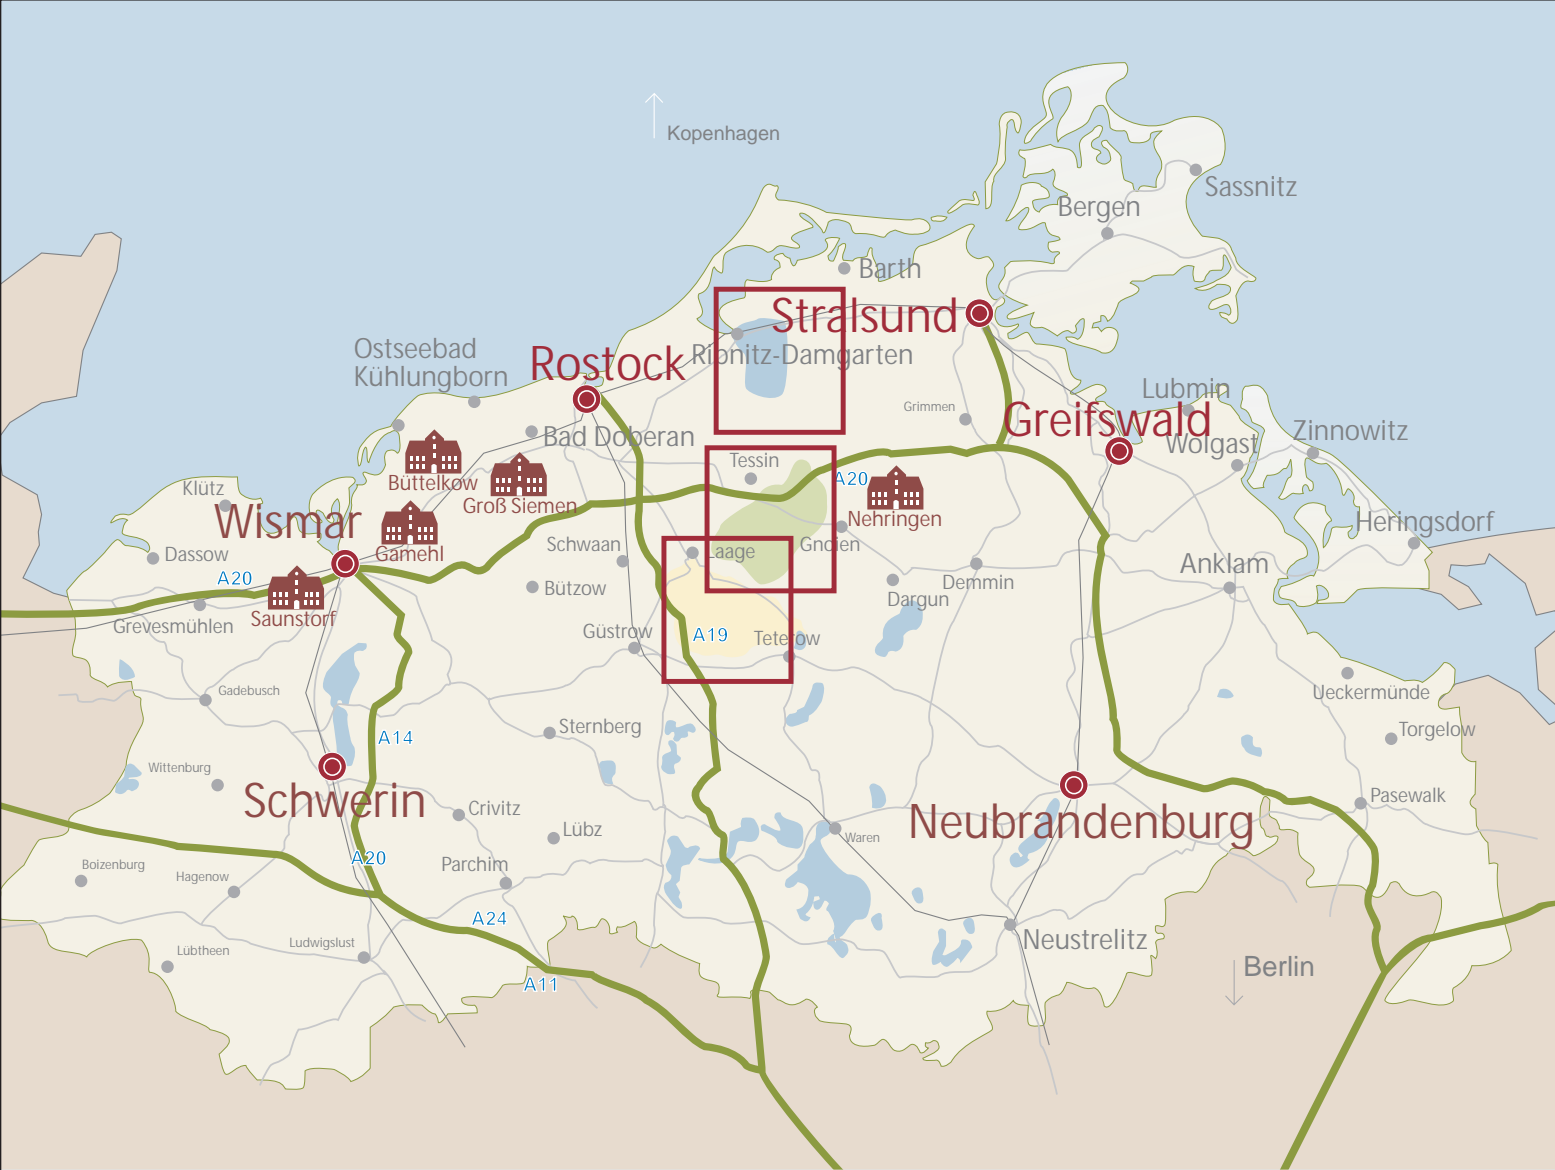 Kopenhagen
Sassnitz
Bergen
Barth
Stralsund
Ostseebad
Kühlungborn
Rostock
Ribnitz-Damgarten
Lubmin
Grimmen
Greifswald
Bad Doberan
Wolgast
Zinnowitz
Tessin
A20
Büttelkow
Groß Siemen
Klütz
Nehringen
Wismar
Heringsdorf
Gamehl
Schwaan
Laage
Gnoien
Dassow
A20
Anklam
Demmin
Bützow
Dargun
Saunstorf
Grevesmühlen
Güstrow
A19
Teterow
Gadebusch
Ueckermünde
Sternberg
Torgelow
A14
Wittenburg
Pasewalk
Schwerin
Crivitz
Neubrandenburg
Lübz
Waren
A20
Boizenburg
Parchim
Hagenow
A24
Neustrelitz
Ludwigslust
Lübtheen
Berlin
A11